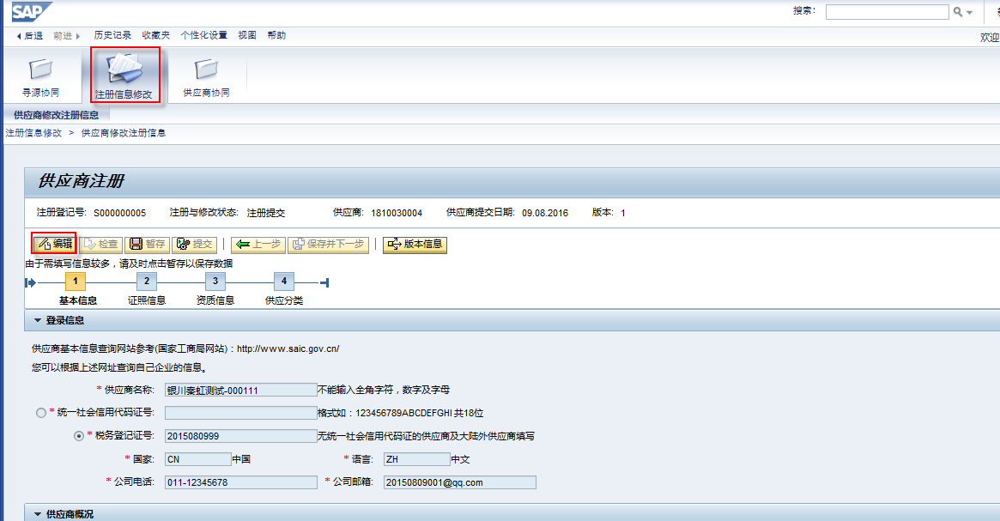 SAP 搜索:
后退 前进 历史记录 收藏夹 个性化设置 视图 帮助 欢迎
寻源协同 注册信息修改 供应商协同
供应商修改注册信息
注册信息修改 > 供应商修改注册信息
供应商注册
注册登记号: S000000005 注册与修改状态: 注册提交 供应商: 1810030004 供应商提交日期: 09.08.2016 版本: 1
编辑 检查 暂存 提交 上一步 保存并下一步 版本信息
由于需填写信息较多，请及时点击暂存以保存数据
1 2 3 4
基本信息 证照信息 资质信息 供应分类
登录信息
供应商基本信息查询网站参考(国家工商局网站)：http://www.saic.gov.cn/
您可以根据上述网址查询自己企业的信息。
* 供应商名称: 银川秦虹测试-000111 不能输入全角字符，数字及字母
* 统一社会信用代码证号: 格式如：123456789ABCDEFGHI 共18位
* 税务登记证号: 2015080999 无统一社会信用代码证的供应商及大陆外供应商填写
* 国家: CN 中国 * 语言: ZH 中文
* 公司电话: 011-12345678 * 公司邮箱: 20150809001@qq.com
供应商概况